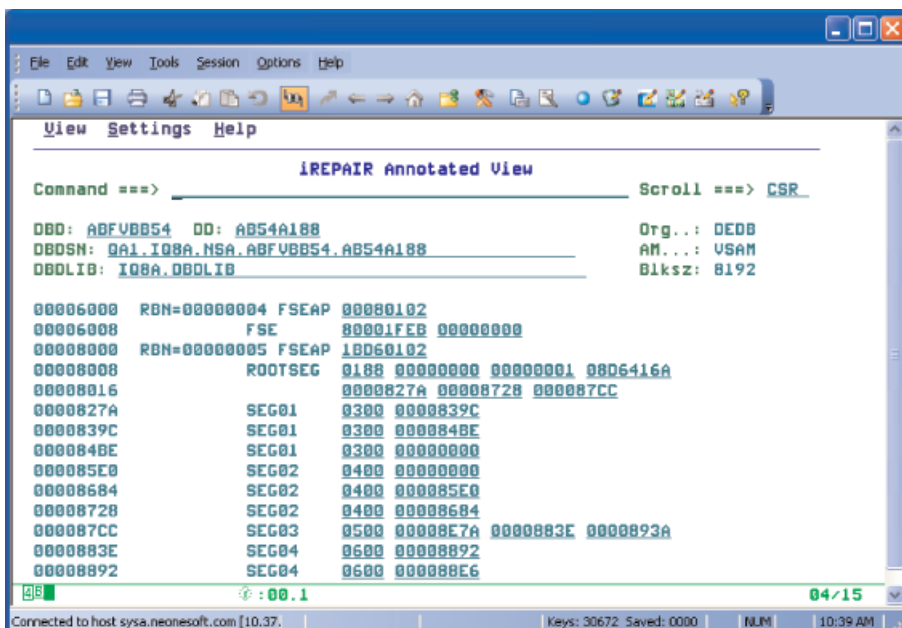 File Edit View Tools Session Options Help
View Settings Help
iREPAIR Annotated View
Command ===> Scroll ===> CSR
DBD: ABFVBB54 DD: AB54A188 Org..: DEDB
DBDSN: QA1.IQ8A.NSA.ABFVBB54.AB54A188 AM...: VSAM
DBDLIB: IQ8A.DBDLIB Blksz: 8192
00006000 RBN=00000004 FSEAP 00080102
00006008 FSE 80001FEB 00000000
00008000 RBN=00000005 FSEAP 1BD60102
00008008 ROOTSEG 0188 00000000 00000001 08D6416A
00008016 0000827A 00008728 000087CC
0000827A SEG01 0300 0000839C
0000839C SEG01 0300 000084BE
000084BE SEG01 0300 00000000
000085E0 SEG02 0400 00000000
00008684 SEG02 0400 000085E0
00008728 SEG02 0400 00008684
000087CC SEG03 0500 00008E7A 0000883E 0000893A
0000883E SEG04 0600 00008892
00008892 SEG04 0600 000088E6
4B :00.1 04/15
Connected to host sysa.neonesoft.com [10.37. Keys: 30672 Saved: 0000 NUM 10:39 AM